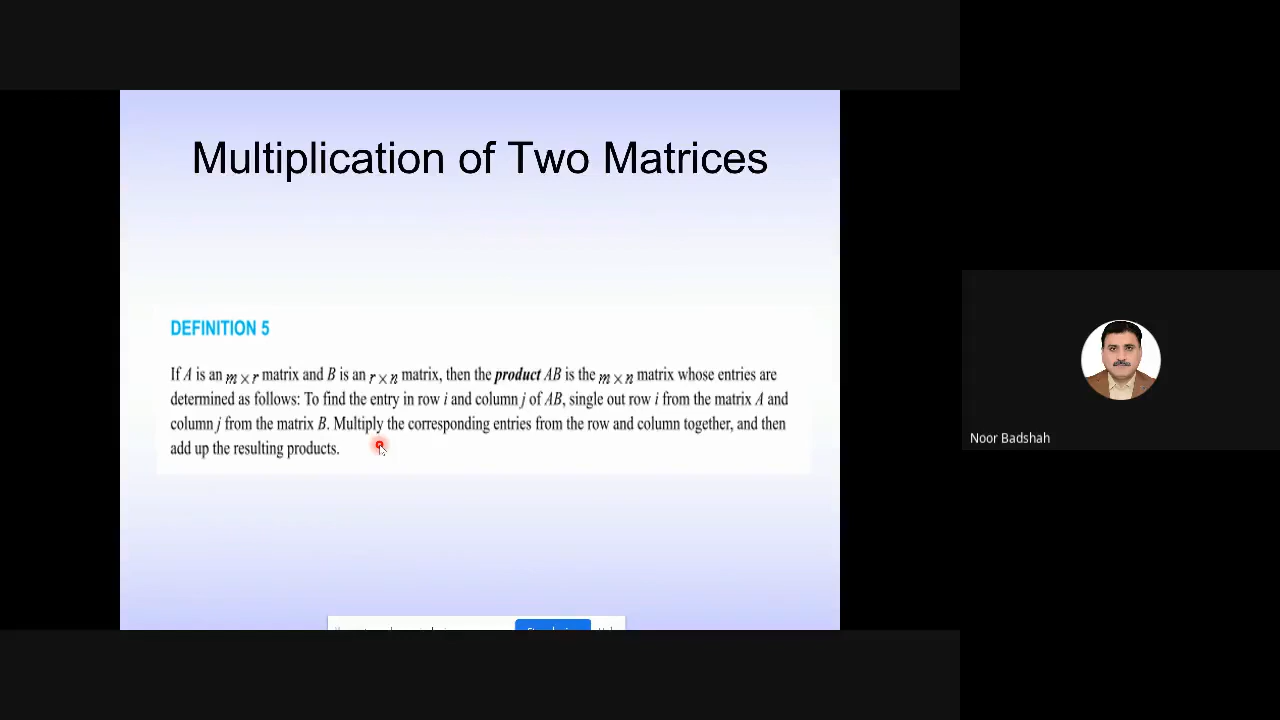 Multiplication of Two Matrices
DEFINITION 5
If A is an m × r matrix and B is an r × n matrix, then the product AB is the m × n matrix whose entries are
determined as follows: To find the entry in row i and column j of AB, single out row i from the matrix A and
column j from the matrix B. Multiply the corresponding entries from the row and column together, and then
add up the resulting products.
Noor Badshah